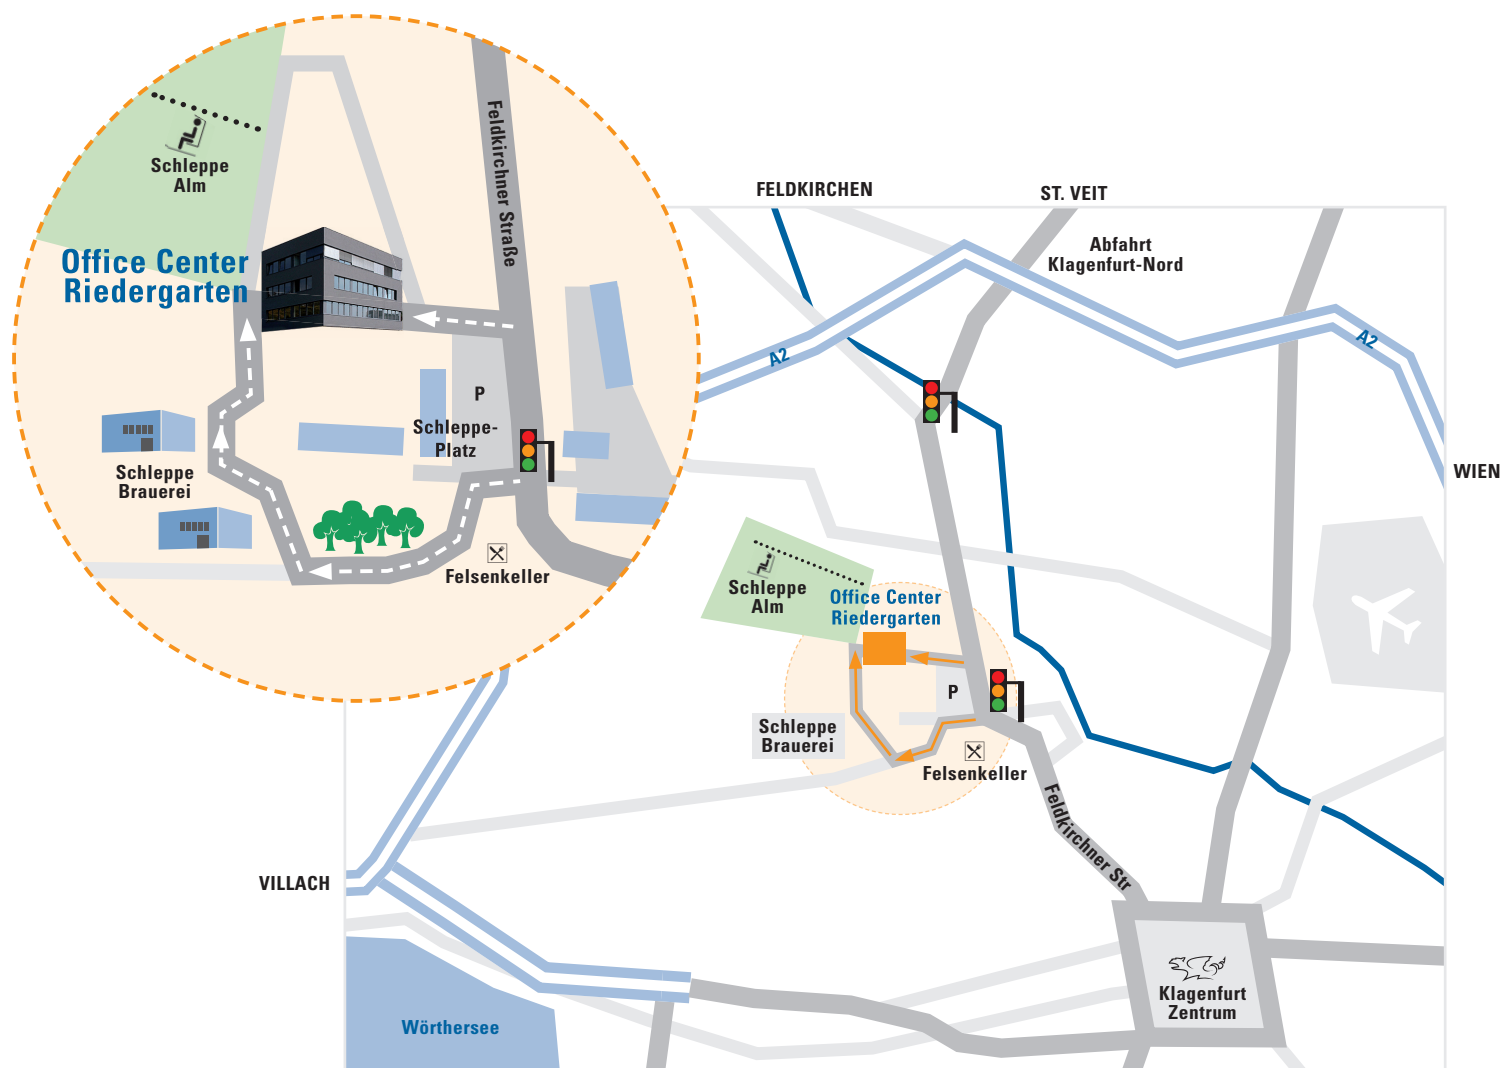 Schleppe
Alm
Feldkirchner Straße
Office Center
Riedergarten
P
Schleppe-
Platz
Schleppe
Brauerei
Felsenkeller
FELDKIRCHEN
ST. VEIT
Abfahrt
Klagenfurt-Nord
A2
A2
WIEN
Schleppe
Alm
Office Center
Riedergarten
P
Schleppe
Brauerei
Felsenkeller
Feldkirchner Str
VILLACH
Klagenfurt
Zentrum
Wörthersee